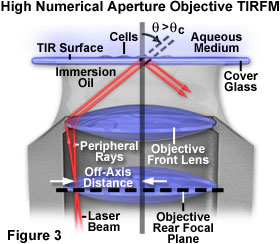 High Numerical Aperture Objective TIRFM
Cells
θ>θc
Aqueous
Medium
TIR Surface
Immersion
Oil
Cover
Glass
Peripheral
Rays
Objective
Front Lens
Off-Axis
Distance
Laser
Beam
Objective
Rear Focal
Plane
Figure 3